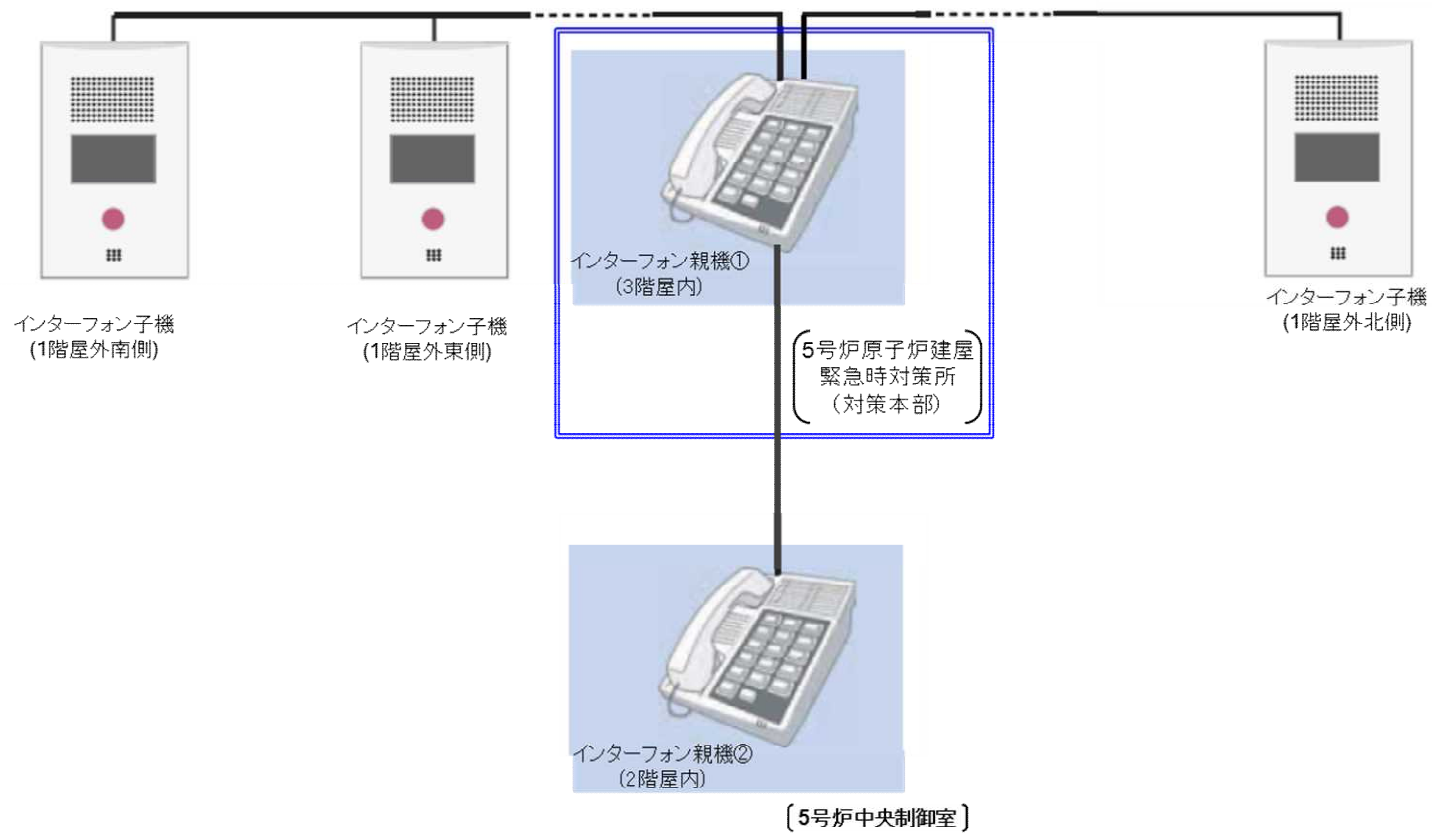 インターフォン親機①
(3階屋内)
インターフォン子機
(1階屋外南側)
インターフォン子機
(1階屋外東側)
インターフォン子機
(1階屋外北側)
5号炉原子炉建屋
緊急時対策所
(対策本部)
インターフォン親機②
(2階屋内)
〔5号炉中央制御室〕